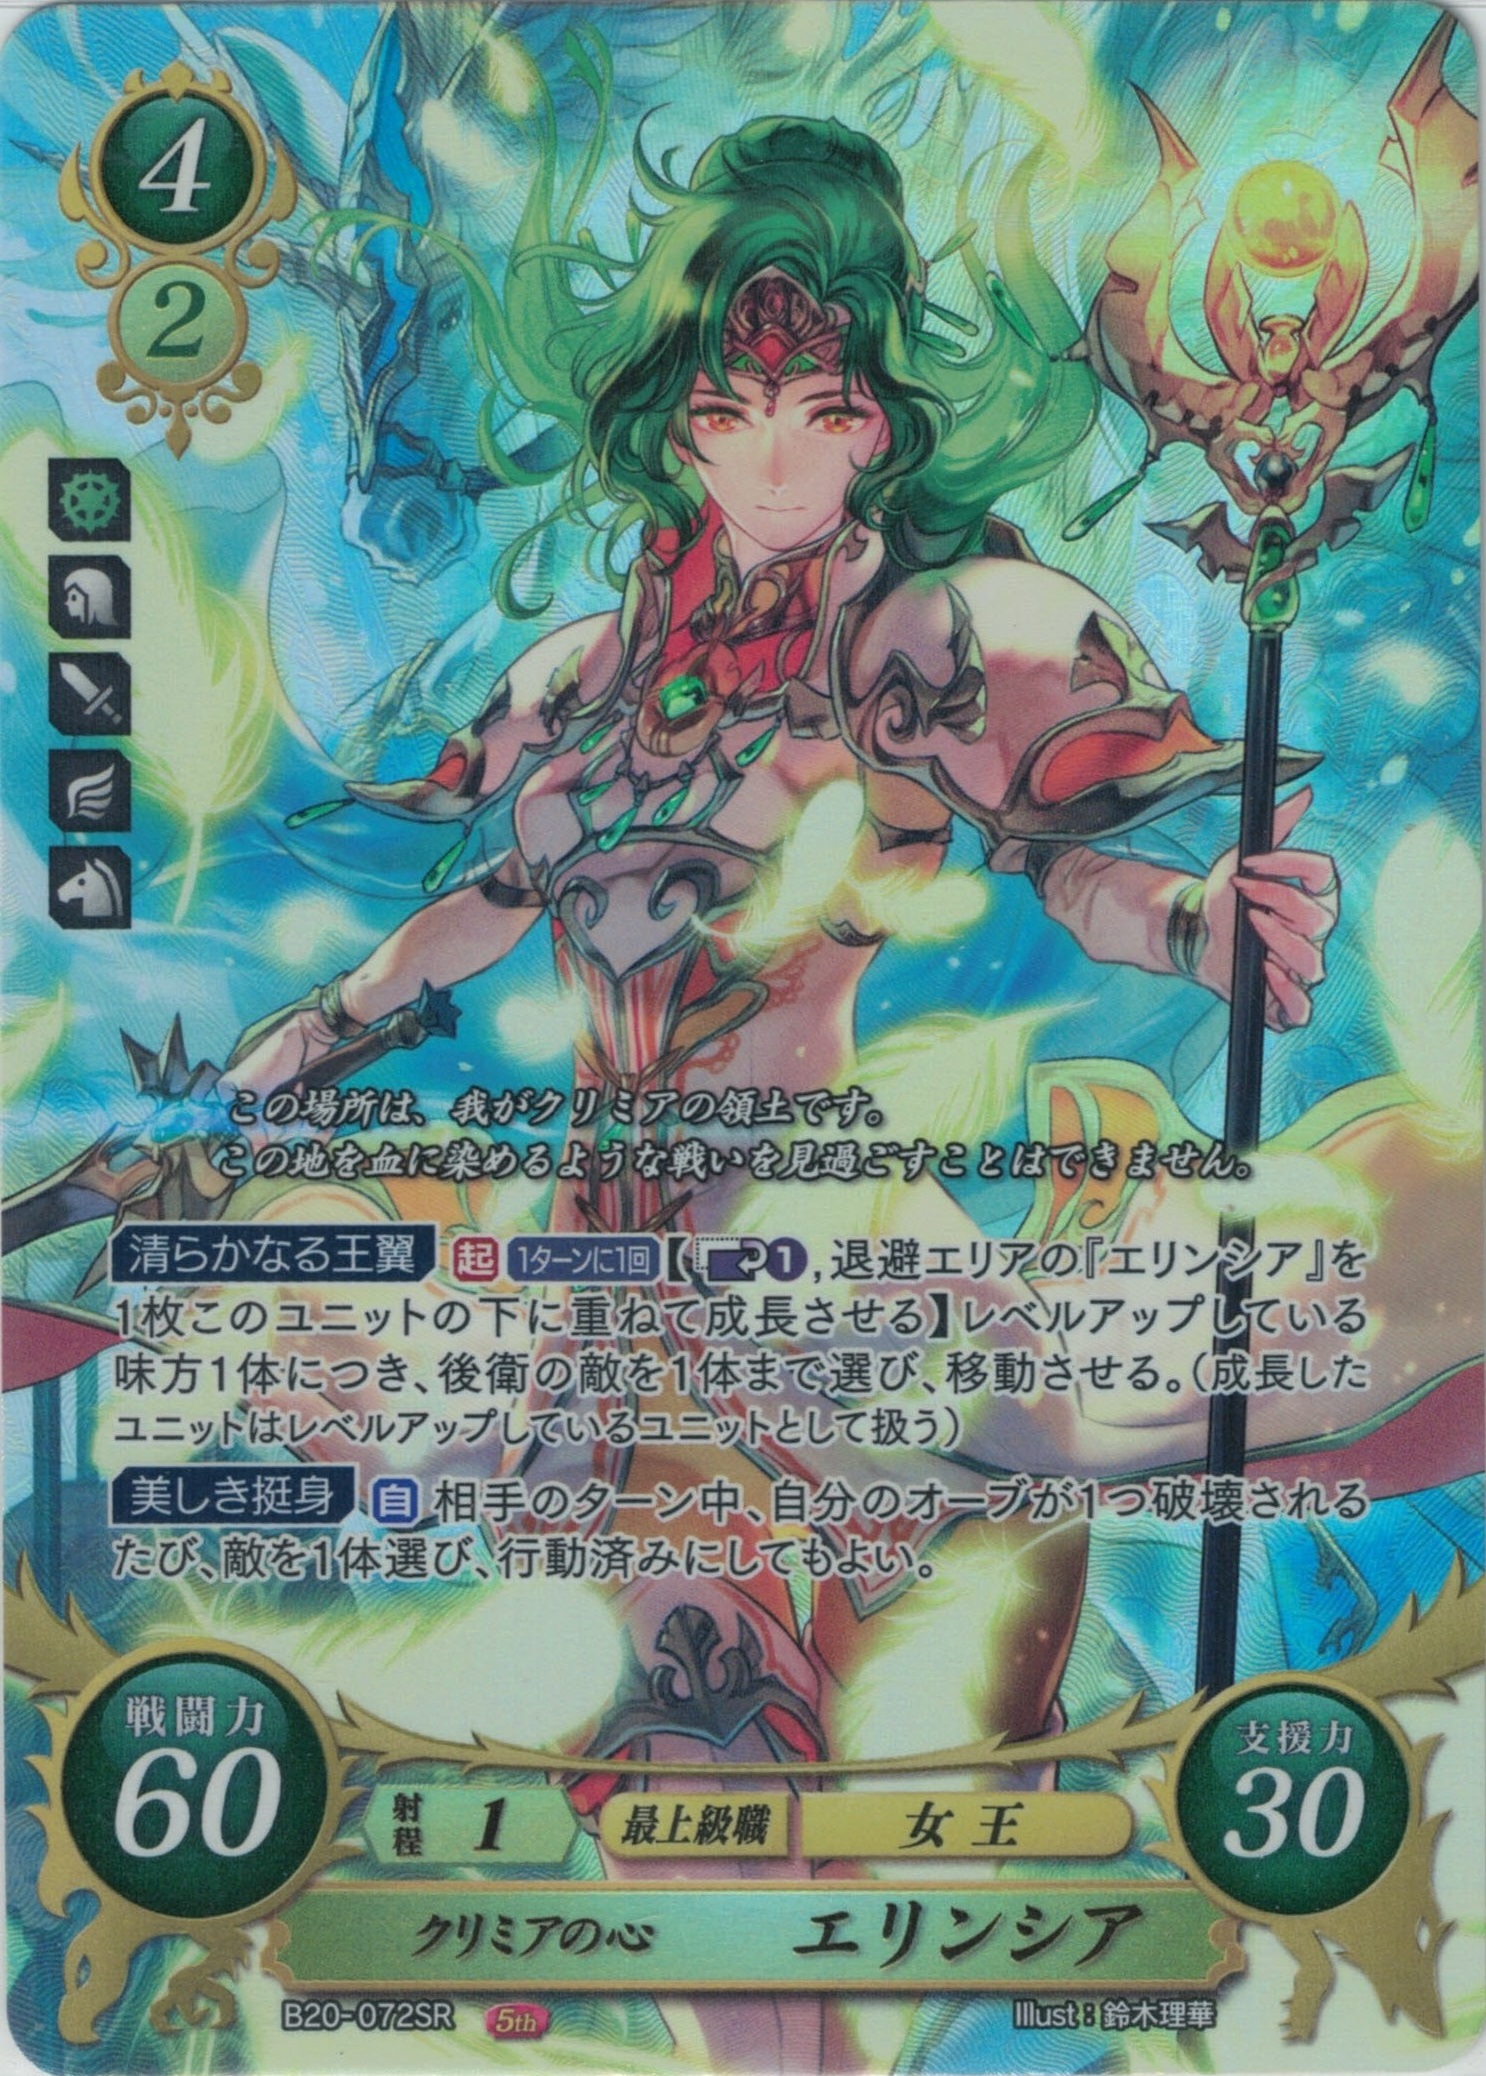 4
2
この場所は、我がクリミアの領土です。
この地を血に染めるような戦いを見過ごすことはできません。
清らかなる王翼 起 1ターンに1回【1,退避エリアの『エリンシア』を
1枚このユニットの下に重ねて成長させる】レベルアップしている
味方1体につき、後衛の敵を1体まで選び、移動させる。（成長した
ユニットはレベルアップしているユニットとして扱う）
美しき挺身 自 相手のターン中、自分のオーブが1つ破壊される
たび、敵を1体選び、行動済みにしてもよい。
戦闘力
60
射程 1
最上級職 女王
支援力
30
クリミアの心 エリンシア
B20-072SR 5th Illust：鈴木理華